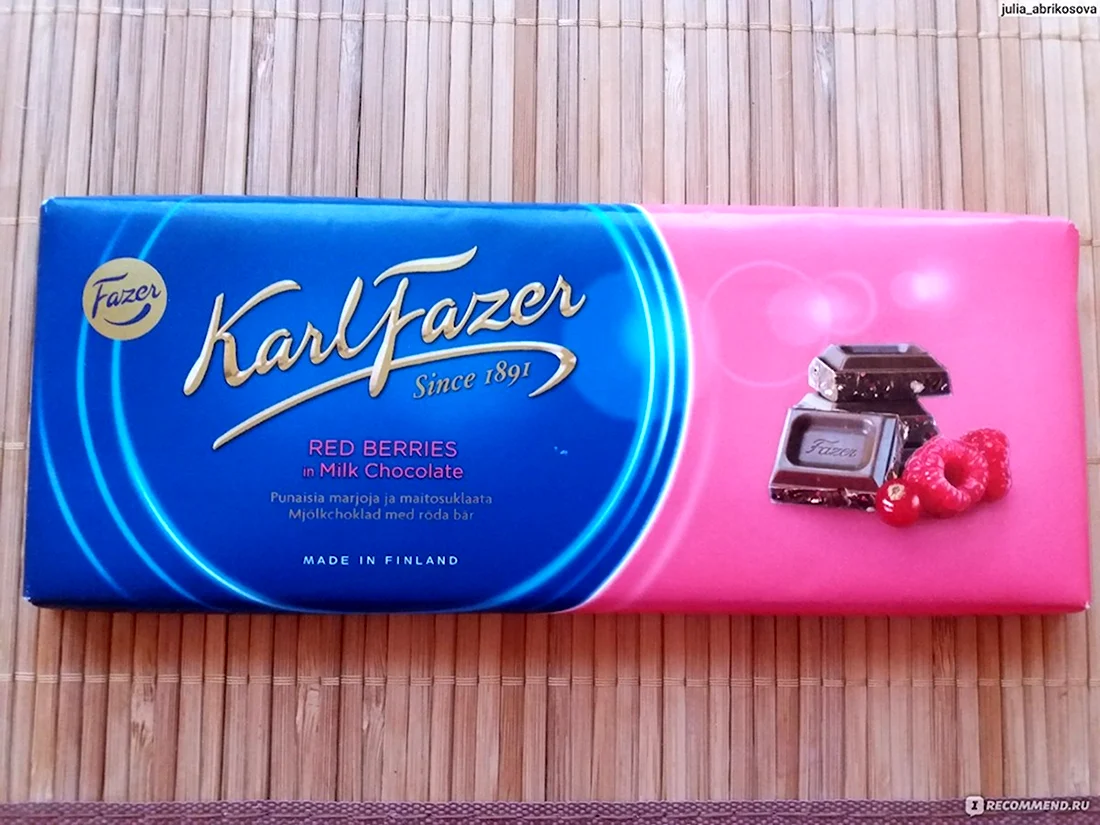 julia_abrikosova
Fazer
Karl Fazer
Since 1891
RED BERRIES
in Milk Chocolate
Punaisia marjoja ja maitosuklaata
Mjölkchoklad med röda bär
MADE IN FINLAND
Fazer
RECOMMEND.RU